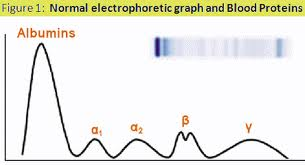 Figure 1: Normal electrophoretic graph and Blood Proteins
Albumins
α1
α2
β
γ